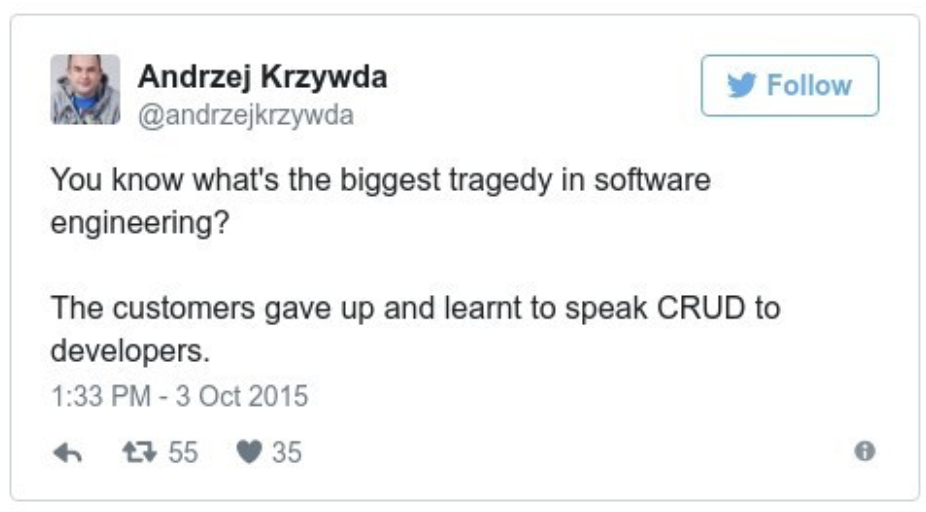 Andrzej Krzywda
@andrzejkrzywda
Follow
You know what's the biggest tragedy in software
engineering?
The customers gave up and learnt to speak CRUD to
developers.
1:33 PM - 3 Oct 2015
55 35